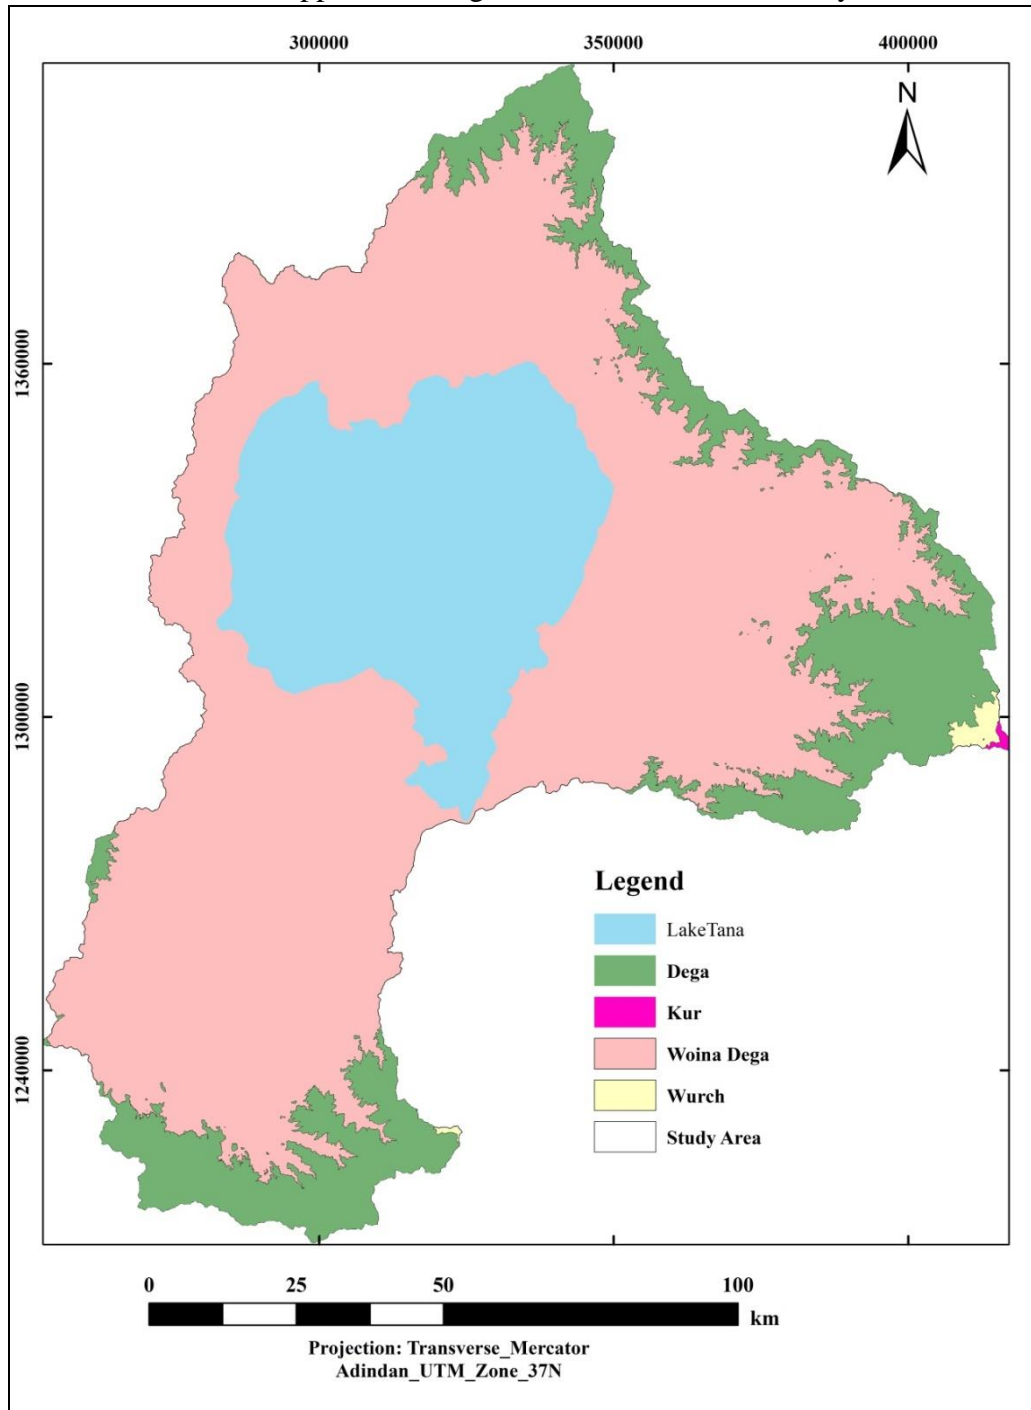 300000 350000 400000
N
1360000
1300000
1240000
Legend
LakeTana
Dega
Kur
Woina Dega
Wurch
Study Area
0 25 50 100
km
Projection: Transverse_Mercator
Adindan_UTM_Zone_37N